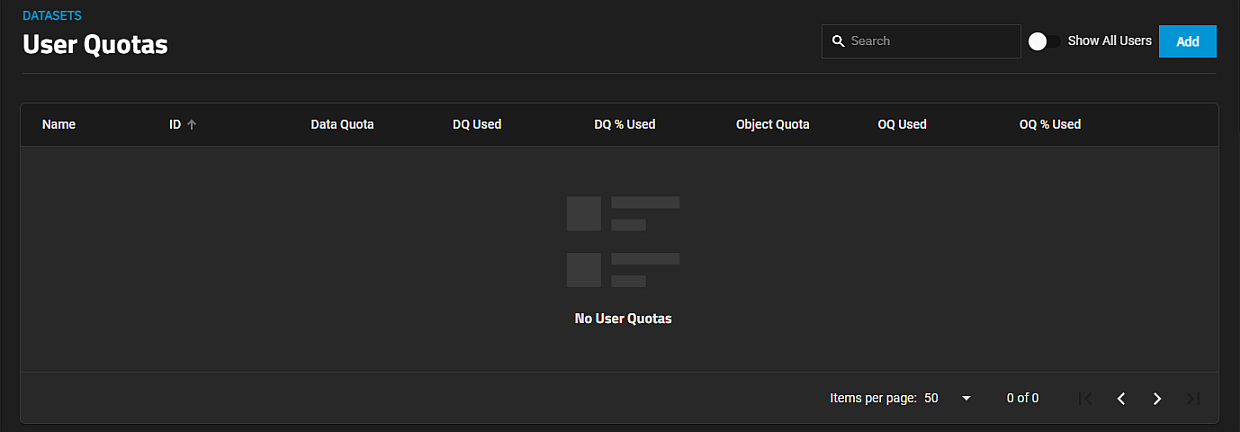 DATASETS
User Quotas
Search
Show All Users
Add
Name ID Data Quota DQ Used DQ % Used Object Quota OQ Used OQ % Used
No User Quotas
Items per page: 50 0 of 0